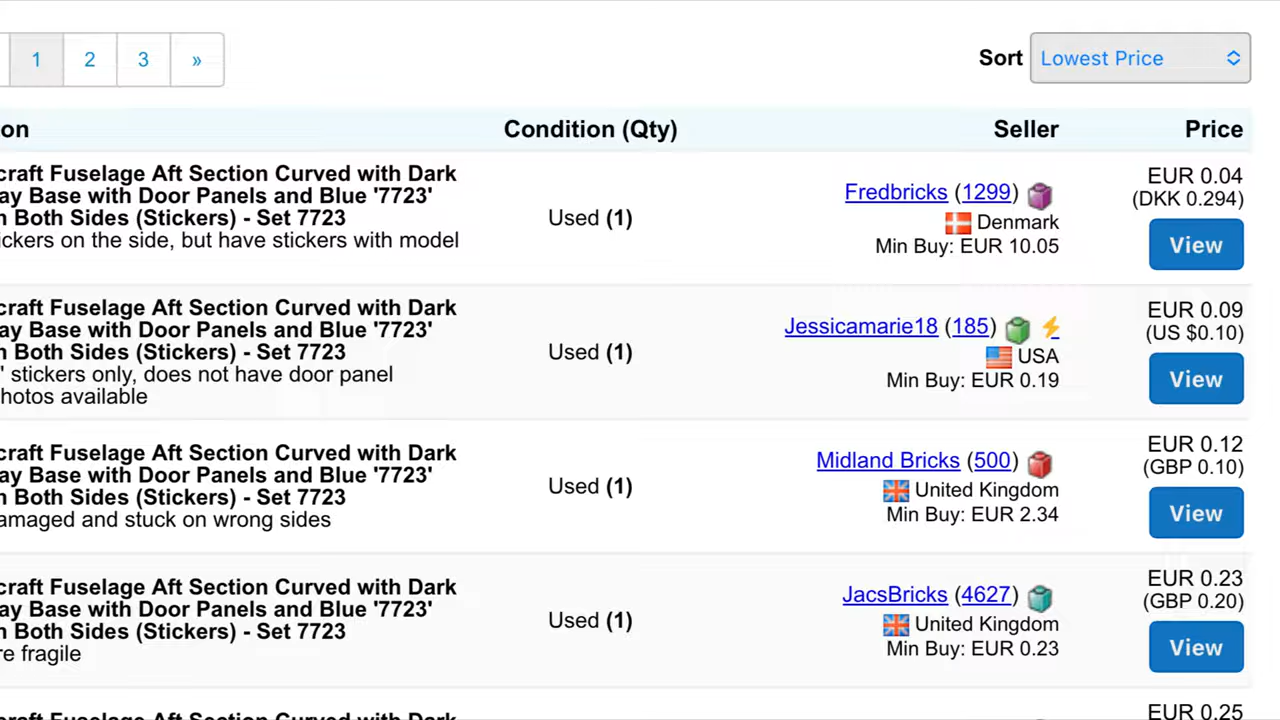 1 2 3 »
Sort Lowest Price
on Condition (Qty) Seller Price
craft Fuselage Aft Section Curved with Dark
ay Base with Door Panels and Blue '7723'
n Both Sides (Stickers) - Set 7723
ickers on the side, but have stickers with model
Used (1)
Fredbricks (1299)
Denmark
Min Buy: EUR 10.05
EUR 0.04
(DKK 0.294)
View
craft Fuselage Aft Section Curved with Dark
ay Base with Door Panels and Blue '7723'
n Both Sides (Stickers) - Set 7723
' stickers only, does not have door panel
hotos available
Used (1)
Jessicamarie18 (185)
USA
Min Buy: EUR 0.19
EUR 0.09
(US $0.10)
View
craft Fuselage Aft Section Curved with Dark
ay Base with Door Panels and Blue '7723'
n Both Sides (Stickers) - Set 7723
amaged and stuck on wrong sides
Used (1)
Midland Bricks (500)
United Kingdom
Min Buy: EUR 2.34
EUR 0.12
(GBP 0.10)
View
craft Fuselage Aft Section Curved with Dark
ay Base with Door Panels and Blue '7723'
n Both Sides (Stickers) - Set 7723
re fragile
Used (1)
JacsBricks (4627)
United Kingdom
Min Buy: EUR 0.23
EUR 0.23
(GBP 0.20)
View
craft Fuselage Aft Section Curved with Dark
EUR 0.25